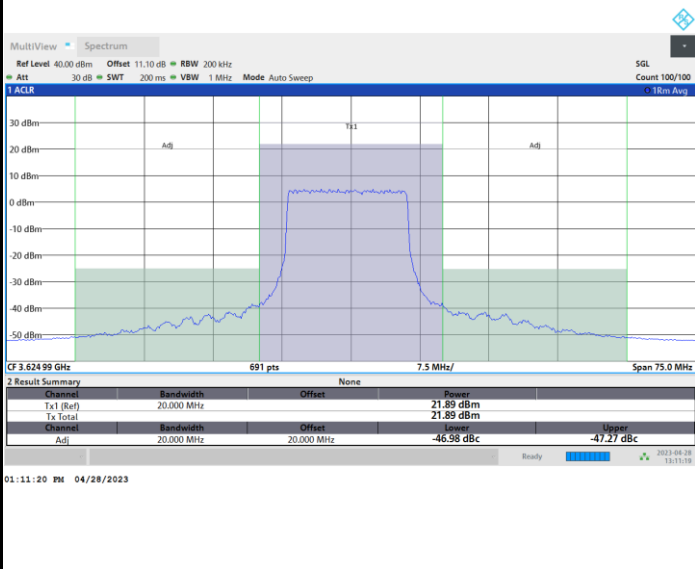 MultiView Spectrum
Ref Level 40.00 dBm Offset 11.10 dB RBW 200 kHz SGL
Att 30 dB SWT 200 ms VBW 1 MHz Mode Auto Sweep Count 100/100
1 ACLR 1Rm Avg
30 dBm
Tx1
20 dBm Adj Adj
10 dBm
0 dBm
-10 dBm
-20 dBm
-30 dBm
-40 dBm
-50 dBm
CF 3.624 99 GHz 691 pts 7.5 MHz/ Span 75.0 MHz
2 Result Summary None
Channel Bandwidth Offset Power
Tx1 (Ref) 20.000 MHz 21.89 dBm
Tx Total 21.89 dBm
Channel Bandwidth Offset Lower Upper
Adj 20.000 MHz 20.000 MHz -46.98 dBc -47.27 dBc
Ready 2023-04-28
13:11:19
01:11:20 PM 04/28/2023